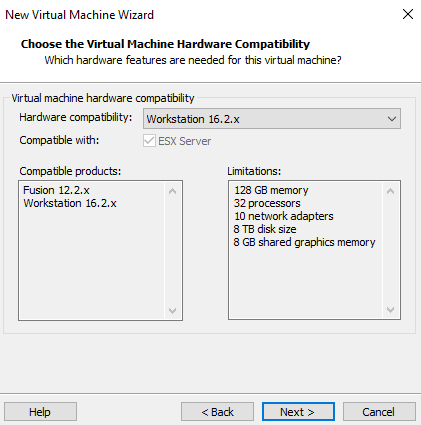 New Virtual Machine Wizard
Choose the Virtual Machine Hardware Compatibility
Which hardware features are needed for this virtual machine?
Virtual machine hardware compatibility
Hardware compatibility: Workstation 16.2.x
Compatible with: ESX Server
Compatible products:
Fusion 12.2.x
Workstation 16.2.x
Limitations:
128 GB memory
32 processors
10 network adapters
8 TB disk size
8 GB shared graphics memory
Help < Back Next > Cancel